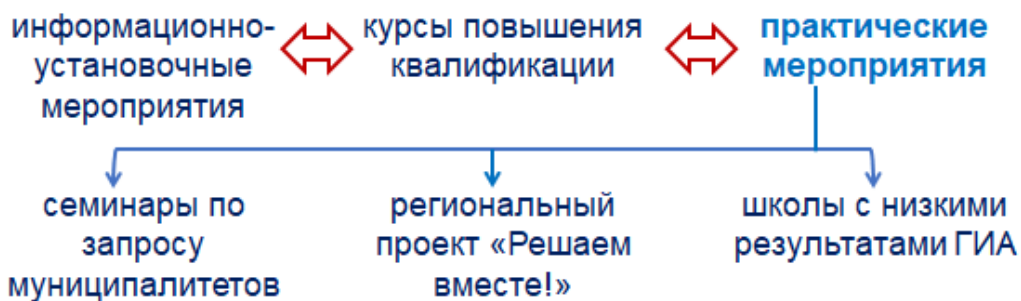 информационно-
установочные
мероприятия
курсы повышения
квалификации
практические
мероприятия
семинары по
запросу
муниципалитетов
региональный
проект «Решаем
вместе!»
школы с низкими
результатами ГИА